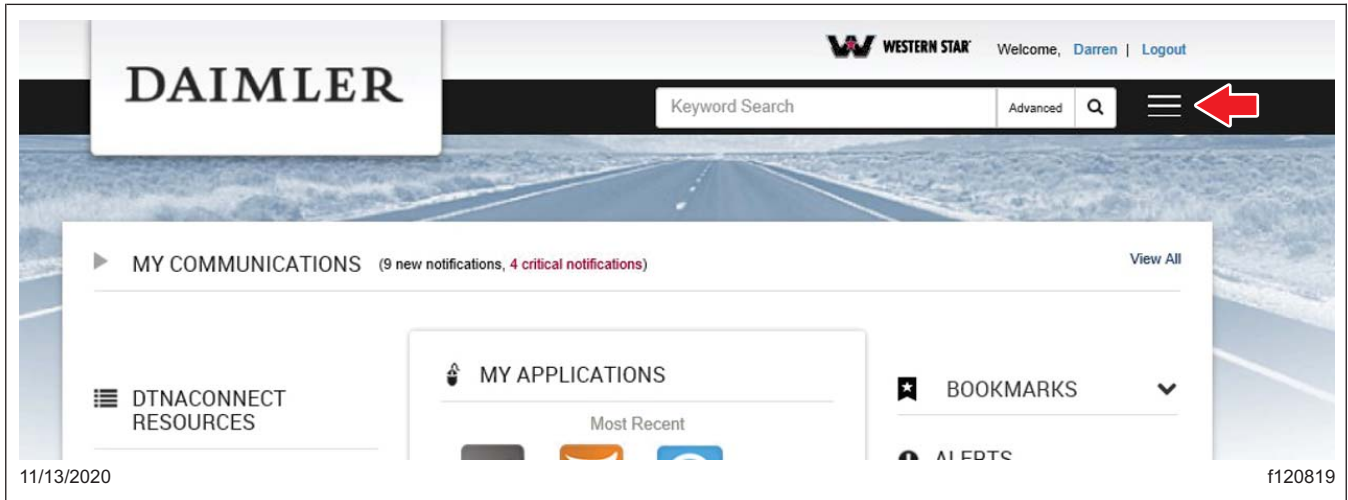 WESTERN STAR Welcome, Darren | Logout
DAIMLER
Keyword Search Advanced
MY COMMUNICATIONS (9 new notifications, 4 critical notifications) View All
MY APPLICATIONS
DTNACONNECT
RESOURCES
BOOKMARKS
Most Recent
ALERTS
11/13/2020 f120819